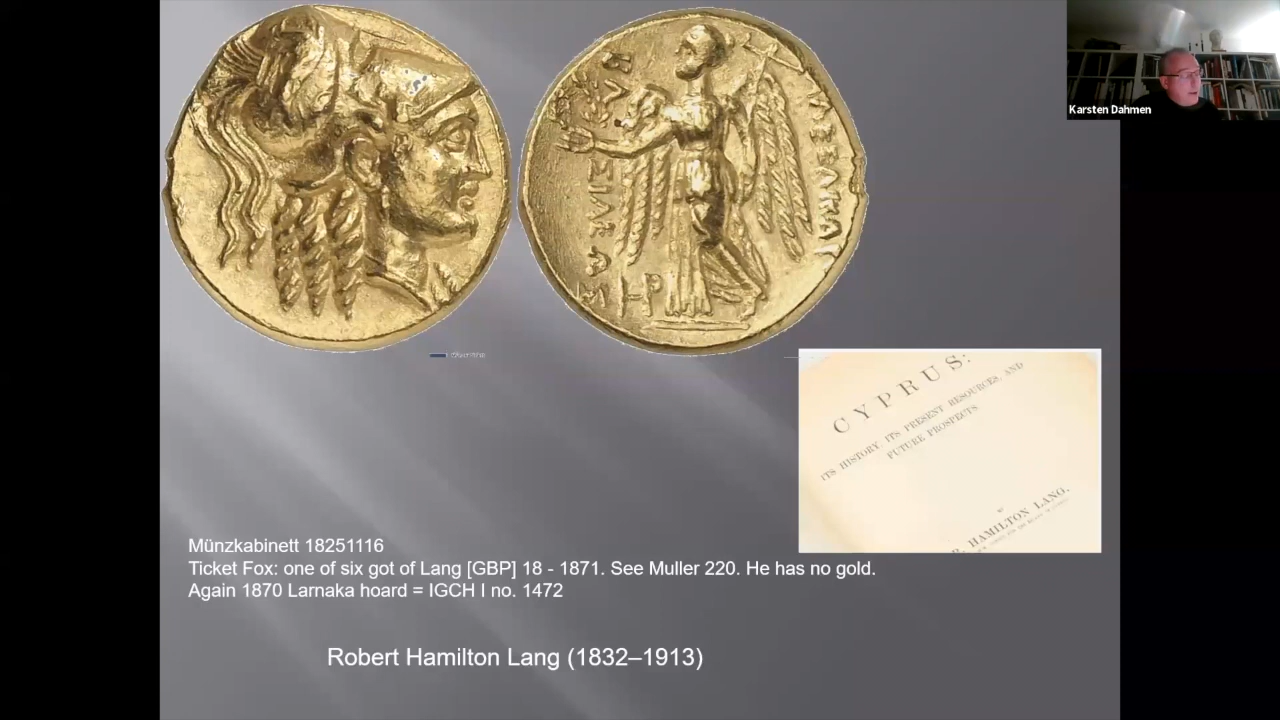 Karsten Dahmen
CYPRUS:
ITS HISTORY, ITS PRESENT RESOURCES, AND
FUTURE PROSPECTS
BY
R. HAMILTON LANG.
Münzkabinett 18251116
Ticket Fox: one of six got of Lang [GBP] 18 - 1871. See Muller 220. He has no gold.
Again 1870 Larnaka hoard = IGCH I no. 1472
Robert Hamilton Lang (1832–1913)